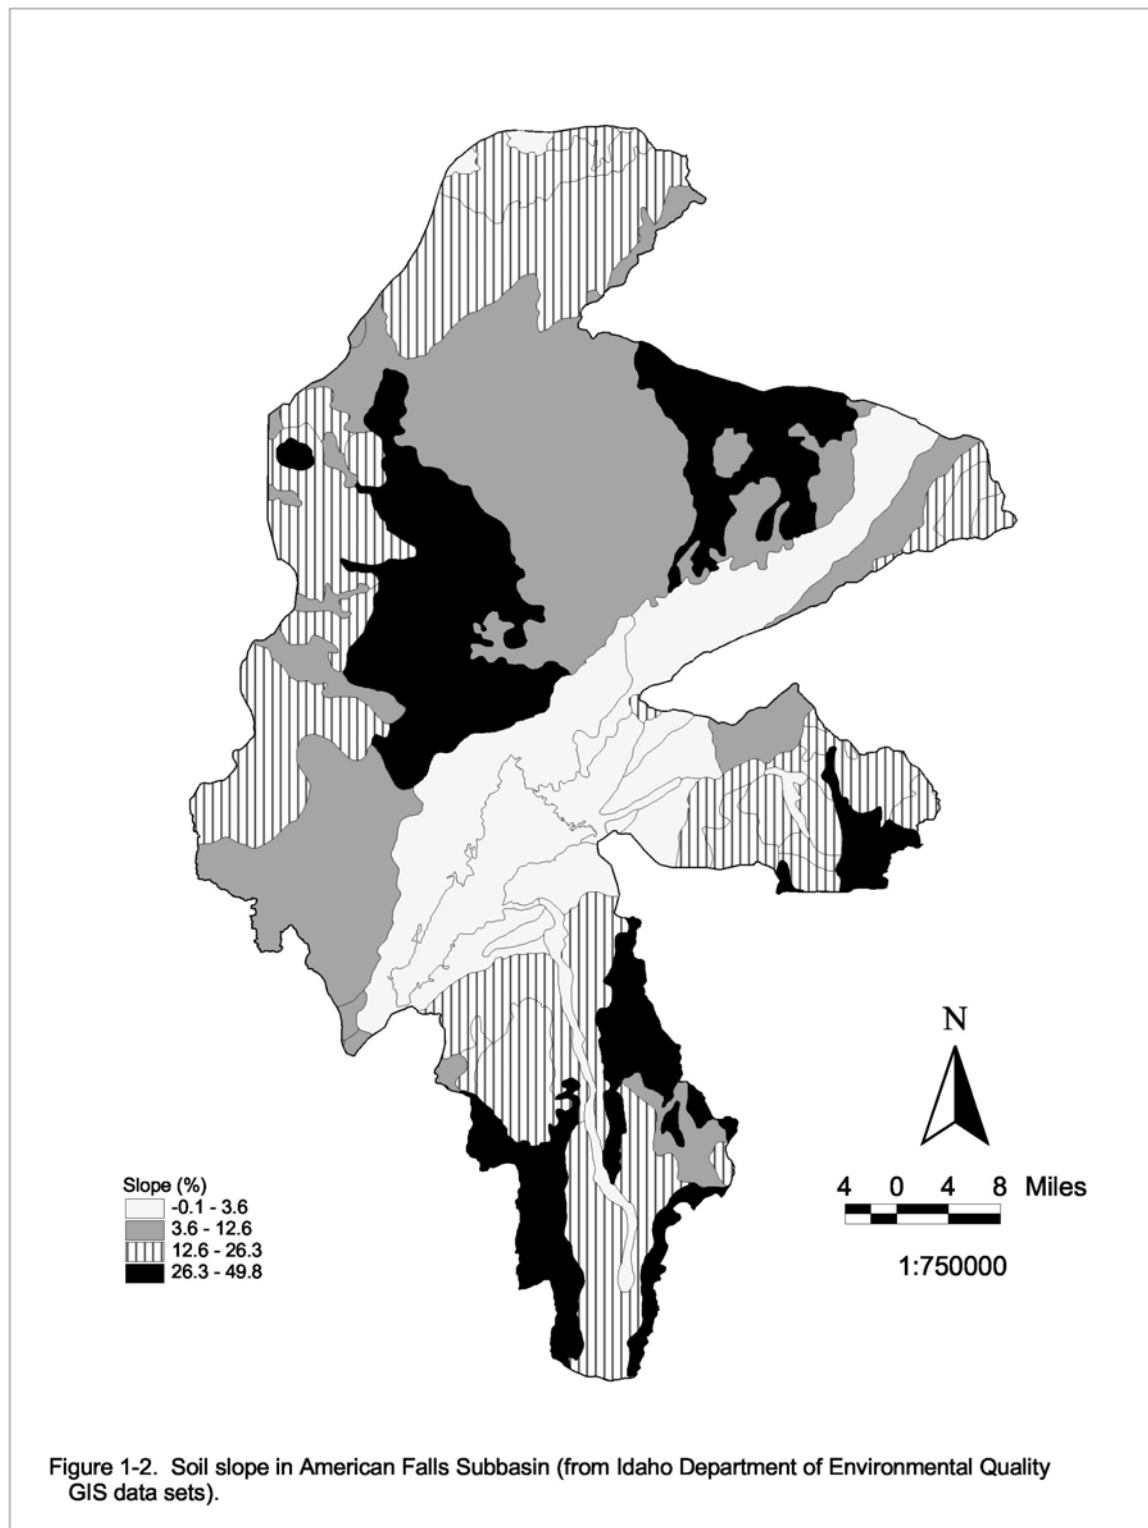 N
4 0 4 8 Miles
1:750000
Slope (%)
-0.1 - 3.6
3.6 - 12.6
12.6 - 26.3
26.3 - 49.8
Figure 1-2. Soil slope in American Falls Subbasin (from Idaho Department of Environmental Quality
GIS data sets).